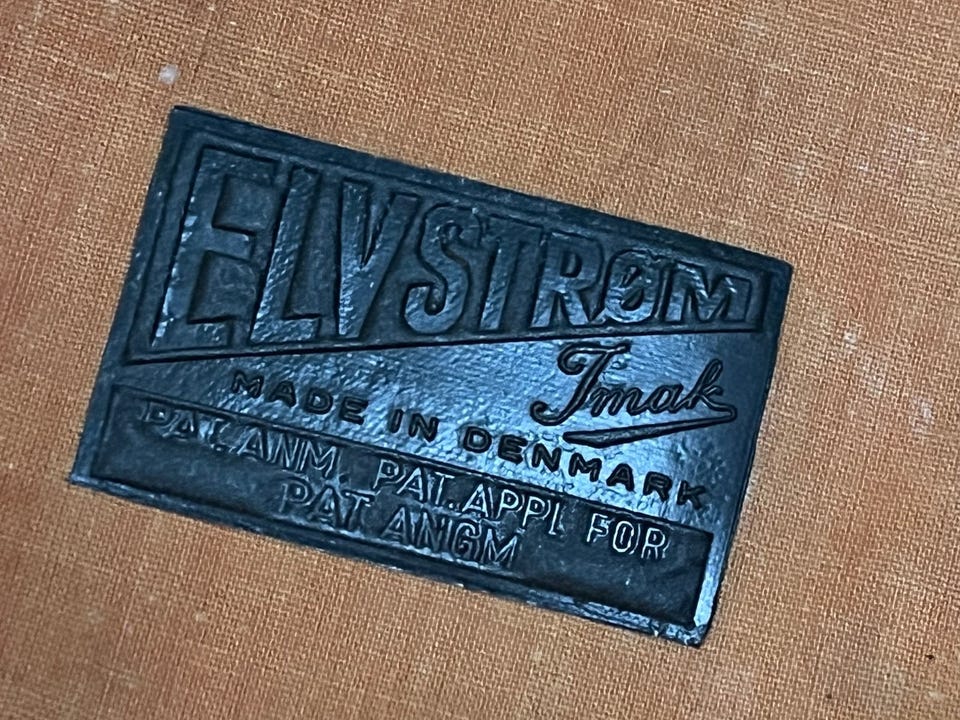 ELVSTRØM
Imak
MADE IN DENMARK
PAT. ANM. PAT. APPL FOR
PAT ANGM